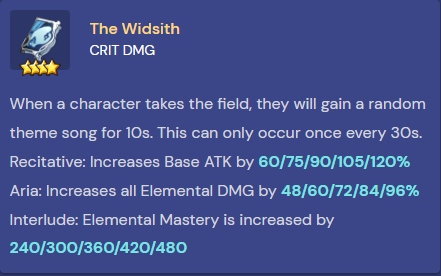 The Widsith
CRIT DMG
When a character takes the field, they will gain a random
theme song for 10s. This can only occur once every 30s.
Recitative: Increases Base ATK by 60/75/90/105/120%
Aria: Increases all Elemental DMG by 48/60/72/84/96%
Interlude: Elemental Mastery is increased by
240/300/360/420/480